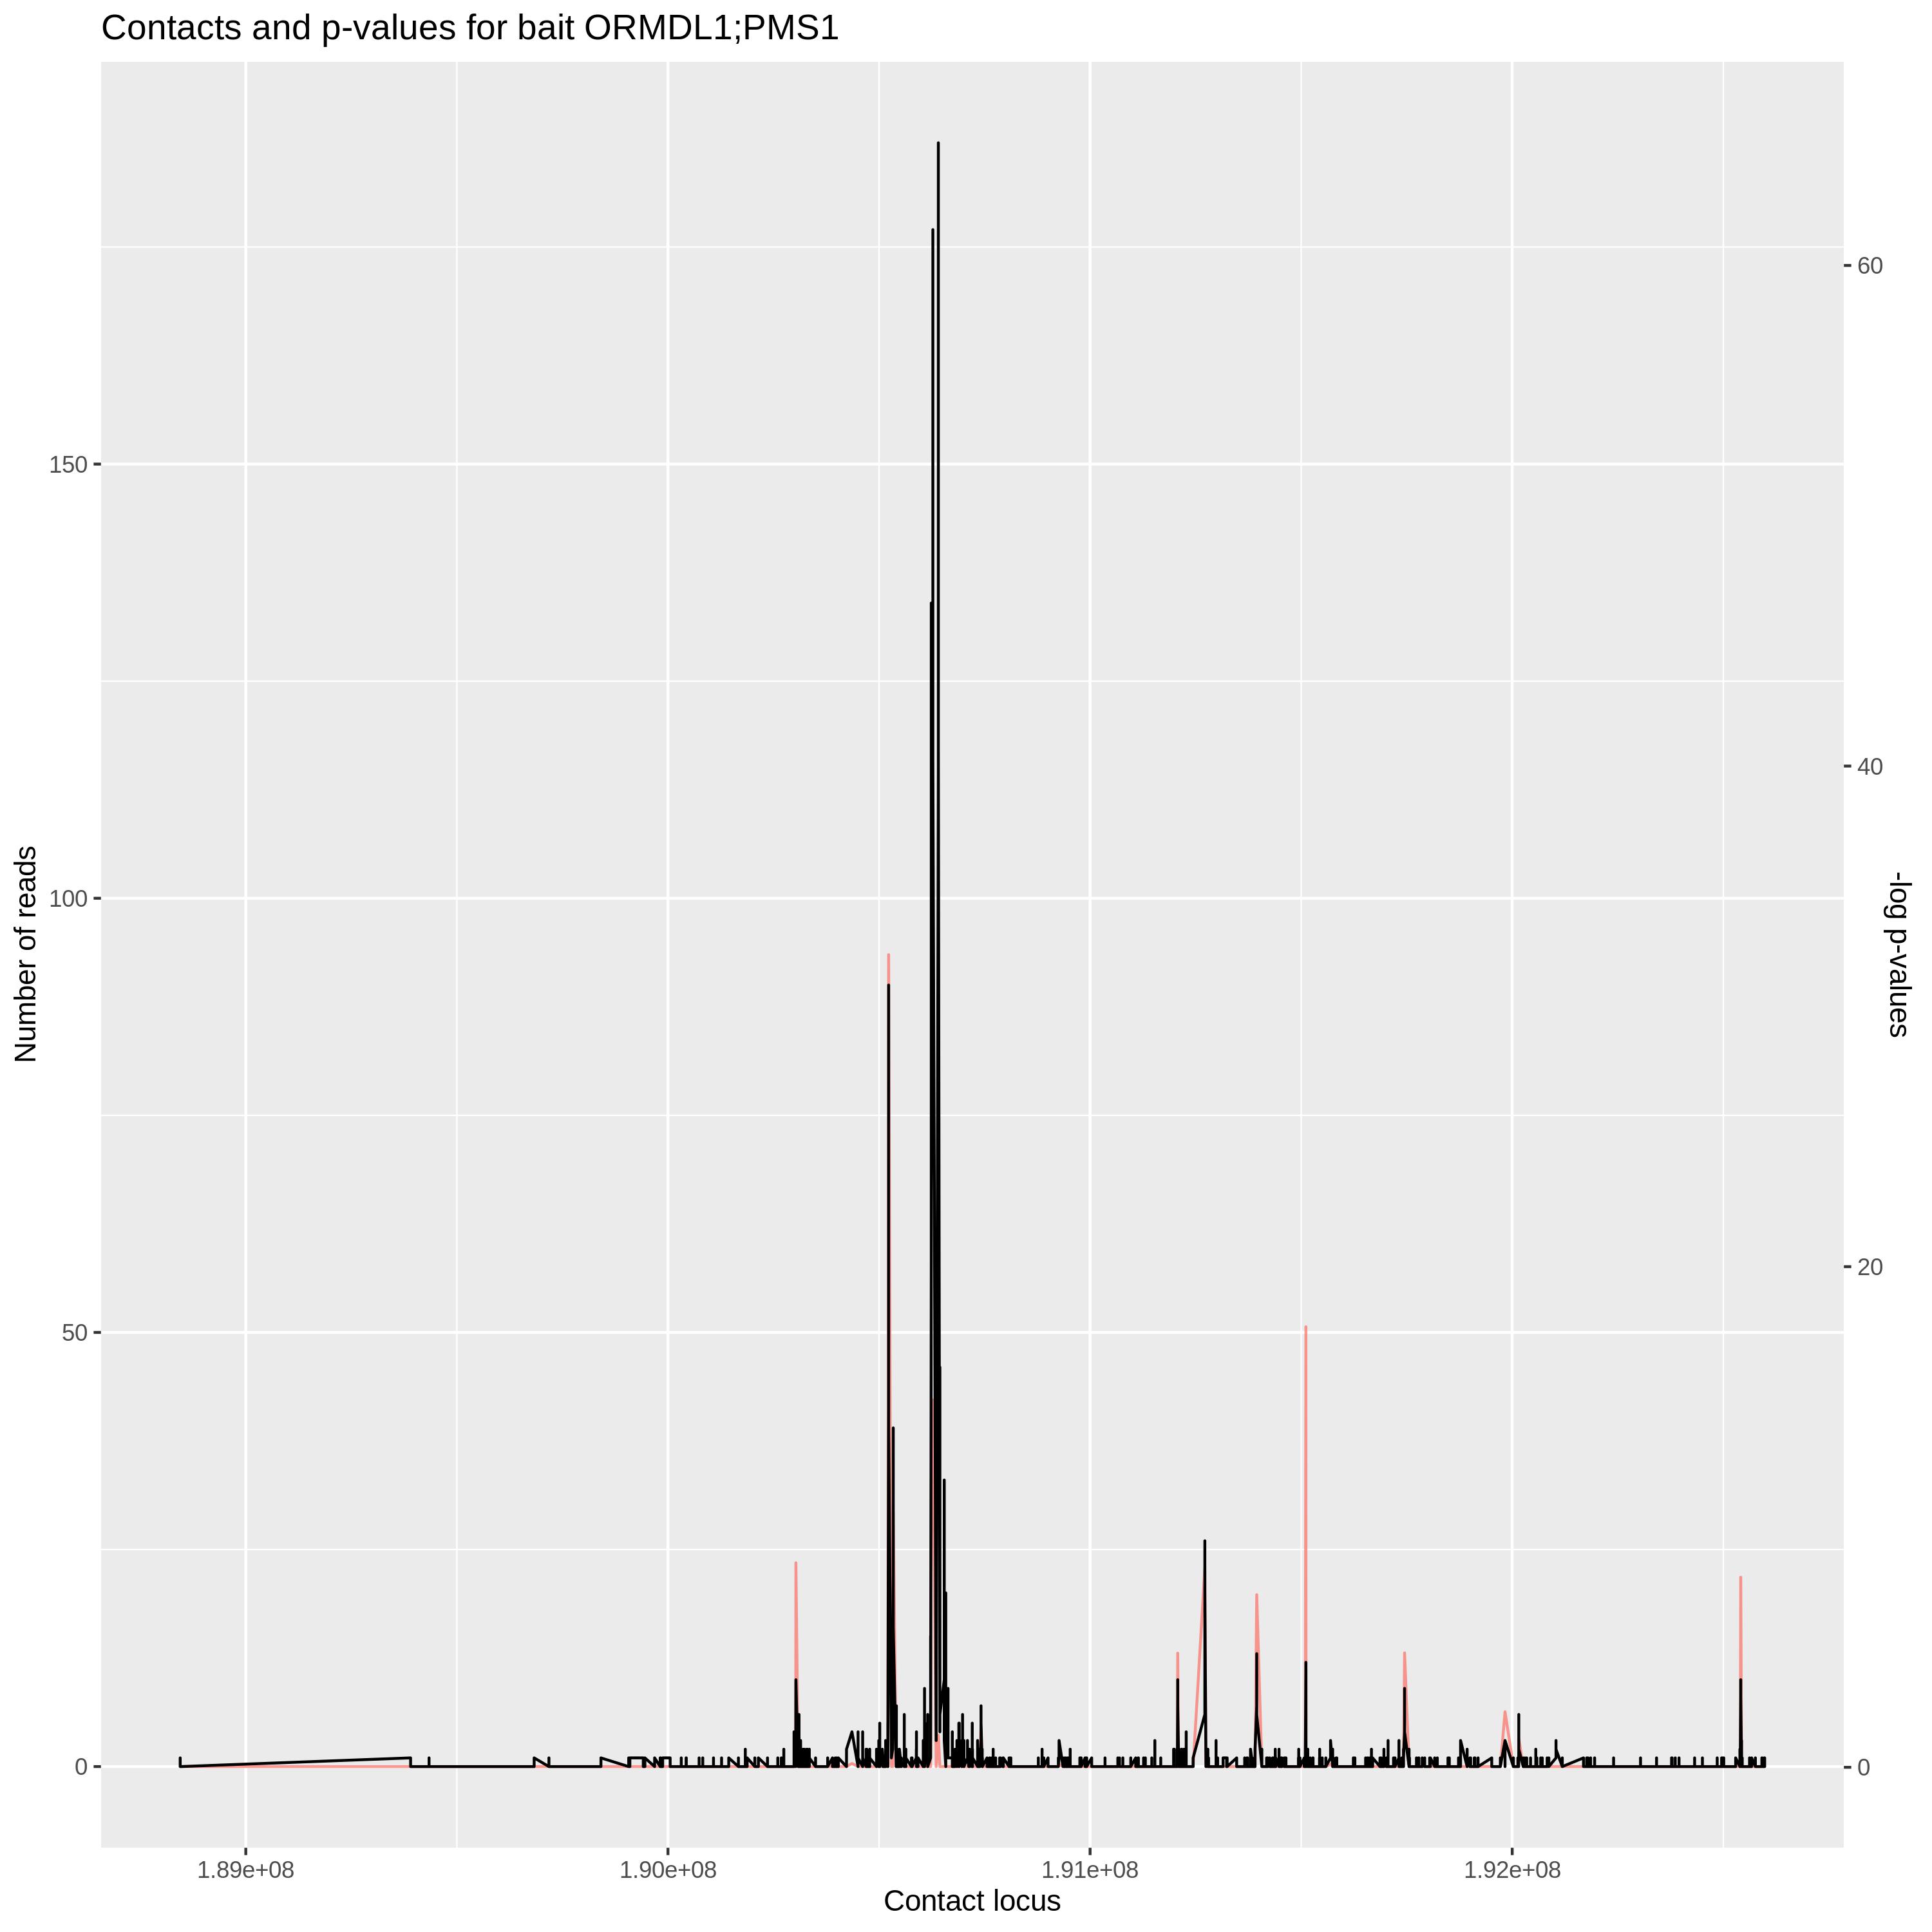 Contacts and p-values for bait ORMDL1;PMS1
Number of reads
150
100
50
0
60
40
20
0
-log p-values
1.89e+08 1.90e+08 1.91e+08 1.92e+08
Contact locus